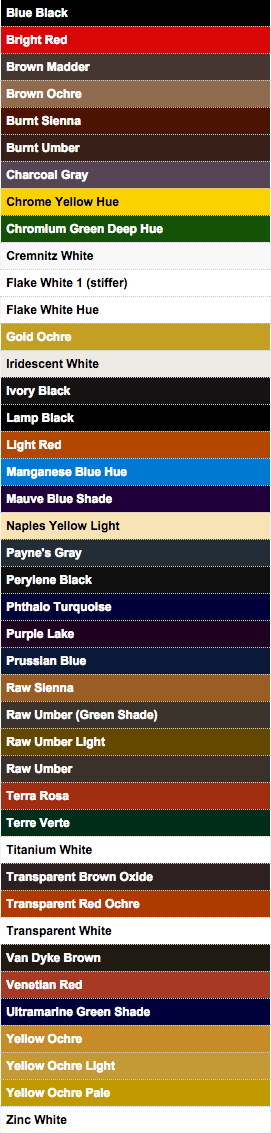 Blue Black
Bright Red
Brown Madder
Brown Ochre
Burnt Sienna
Burnt Umber
Charcoal Gray
Chrome Yellow Hue
Chromium Green Deep Hue
Cremnitz White
Flake White 1 (stiffer)
Flake White Hue
Gold Ochre
Iridescent White
Ivory Black
Lamp Black
Light Red
Manganese Blue Hue
Mauve Blue Shade
Naples Yellow Light
Payne's Gray
Perylene Black
Phthalo Turquoise
Purple Lake
Prussian Blue
Raw Sienna
Raw Umber (Green Shade)
Raw Umber Light
Raw Umber
Terra Rosa
Terre Verte
Titanium White
Transparent Brown Oxide
Transparent Red Ochre
Transparent White
Van Dyke Brown
Venetian Red
Ultramarine Green Shade
Yellow Ochre
Yellow Ochre Light
Yellow Ochre Pale
Zinc White